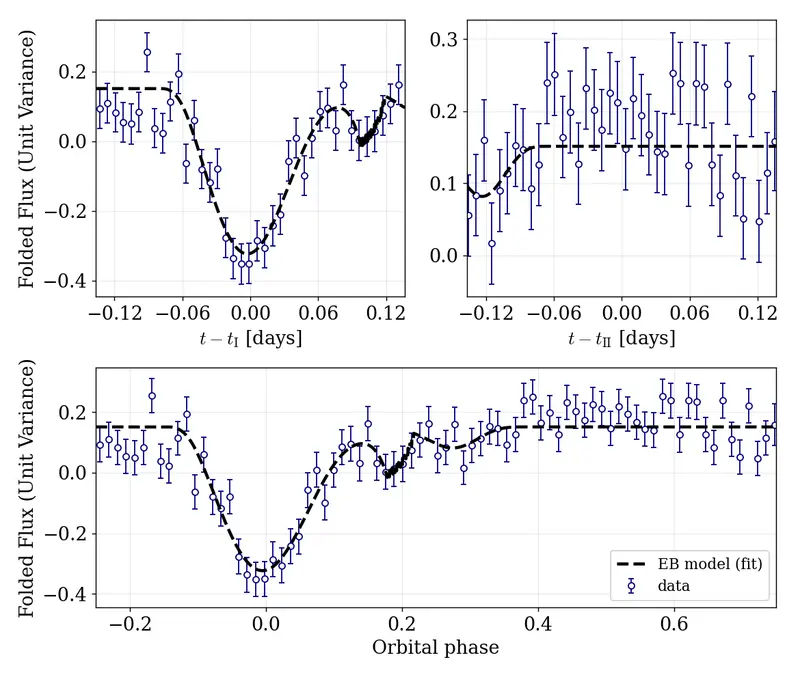 Folded Flux (Unit Variance)
0.2
0.0
−0.2
−0.4
−0.12 −0.06 0.00 0.06 0.12
t − t_I [days]
0.3
0.2
0.1
0.0
−0.12 −0.06 0.00 0.06 0.12
t − t_II [days]
Folded Flux (Unit Variance)
0.2
0.0
−0.2
−0.4
−0.2 0.0 0.2 0.4 0.6
Orbital phase
EB model (fit)
data